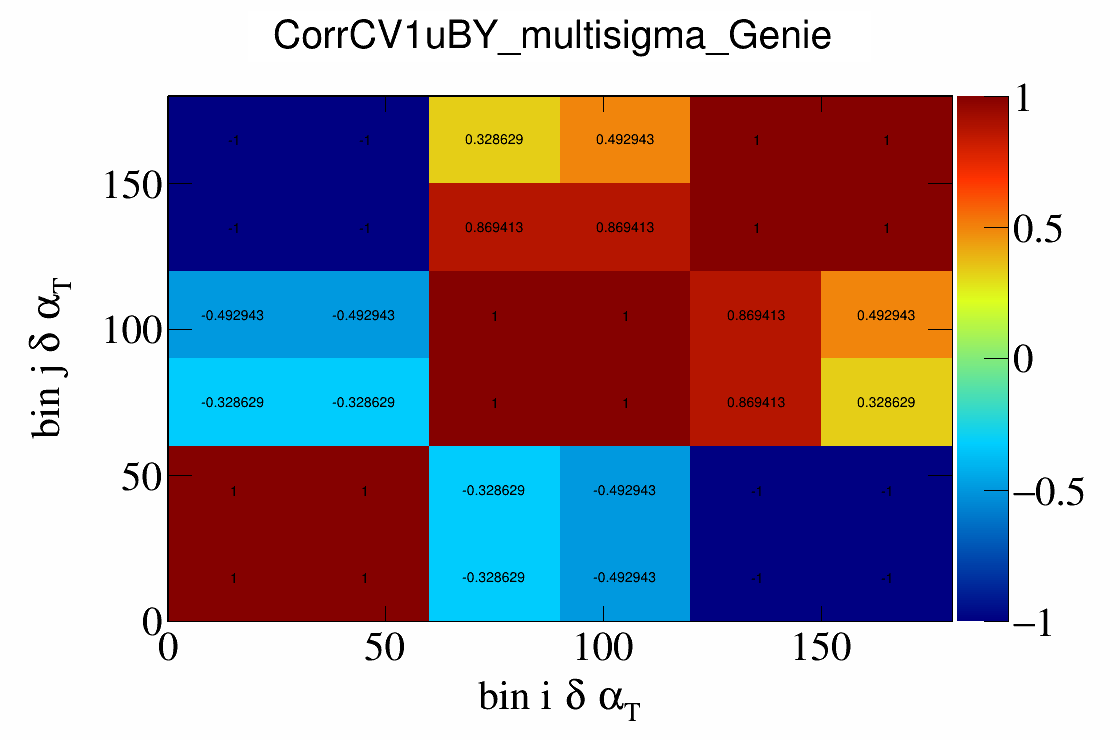 CorrCV1uBY_multisigma_Genie
-1 -1 0.328629 0.492943 1 1
-1 -1 0.869413 0.869413 1 1
-0.492943 -0.492943 1 1 0.869413 0.492943
-0.328629 -0.328629 1 1 0.869413 0.328629
1 1 -0.328629 -0.492943 -1 -1
1 1 -0.328629 -0.492943 -1 -1
150
100
50
0
bin j δ αT
0 50 100 150
bin i δ αT
1
0.5
0
−0.5
−1